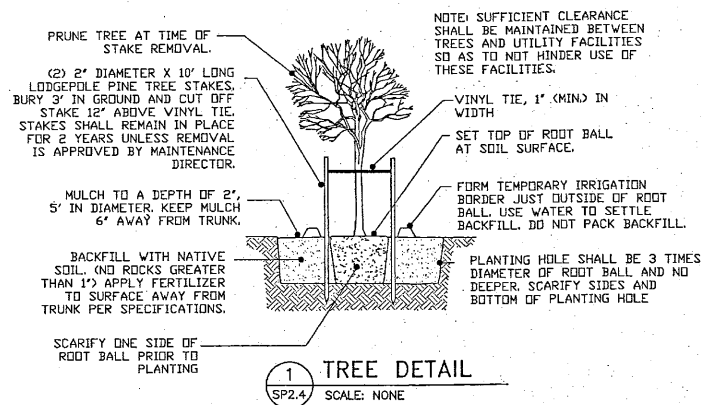 PRUNE TREE AT TIME OF
STAKE REMOVAL.
(2) 2" DIAMETER X 10' LONG
LODGEPOLE PINE TREE STAKES.
BURY 3' IN GROUND AND CUT OFF
STAKE 12" ABOVE VINYL TIE.
STAKES SHALL REMAIN IN PLACE
FOR 2 YEARS UNLESS REMOVAL
IS APPROVED BY MAINTENANCE
DIRECTOR.
MULCH TO A DEPTH OF 2",
5' IN DIAMETER. KEEP MULCH
6" AWAY FROM TRUNK.
BACKFILL WITH NATIVE
SOIL. (NO ROCKS GREATER
THAN 1") APPLY FERTILIZER
TO SURFACE AWAY FROM
TRUNK PER SPECIFICATIONS.
SCARIFY ONE SIDE OF
ROOT BALL PRIOR TO
PLANTING
NOTE: SUFFICIENT CLEARANCE
SHALL BE MAINTAINED BETWEEN
TREES AND UTILITY FACILITIES
SO AS TO NOT HINDER USE OF
THESE FACILITIES.
VINYL TIE, 1" (MIN.) IN
WIDTH
SET TOP OF ROOT BALL
AT SOIL SURFACE.
FORM TEMPORARY IRRIGATION
BORDER JUST OUTSIDE OF ROOT
BALL. USE WATER TO SETTLE
BACKFILL. DO NOT PACK BACKFILL.
PLANTING HOLE SHALL BE 3 TIMES
DIAMETER OF ROOT BALL AND NO
DEEPER. SCARIFY SIDES AND
BOTTOM OF PLANTING HOLE
1
SP2.4
TREE DETAIL
SCALE: NONE